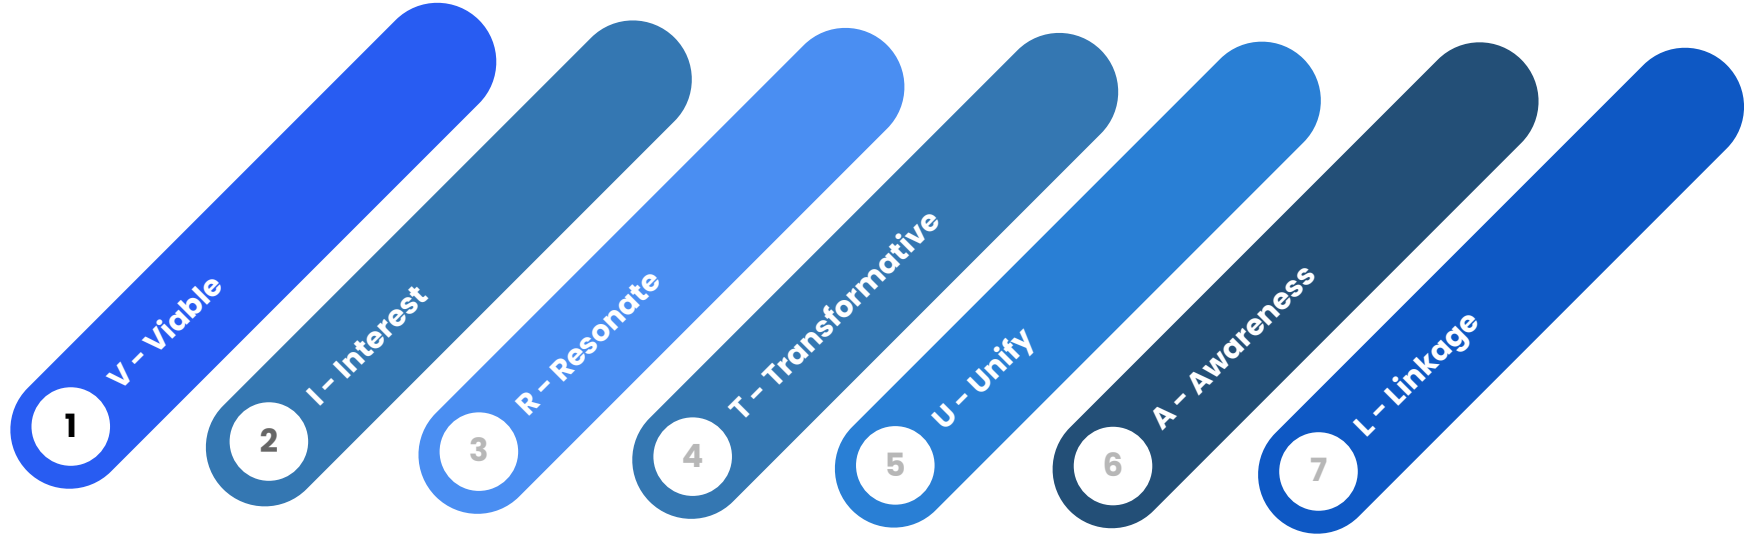 1
V – Viable
2
I – Interest
3
R – Resonate
4
T – Transformative
5
U – Unify
6
A – Awareness
7
L – Linkage